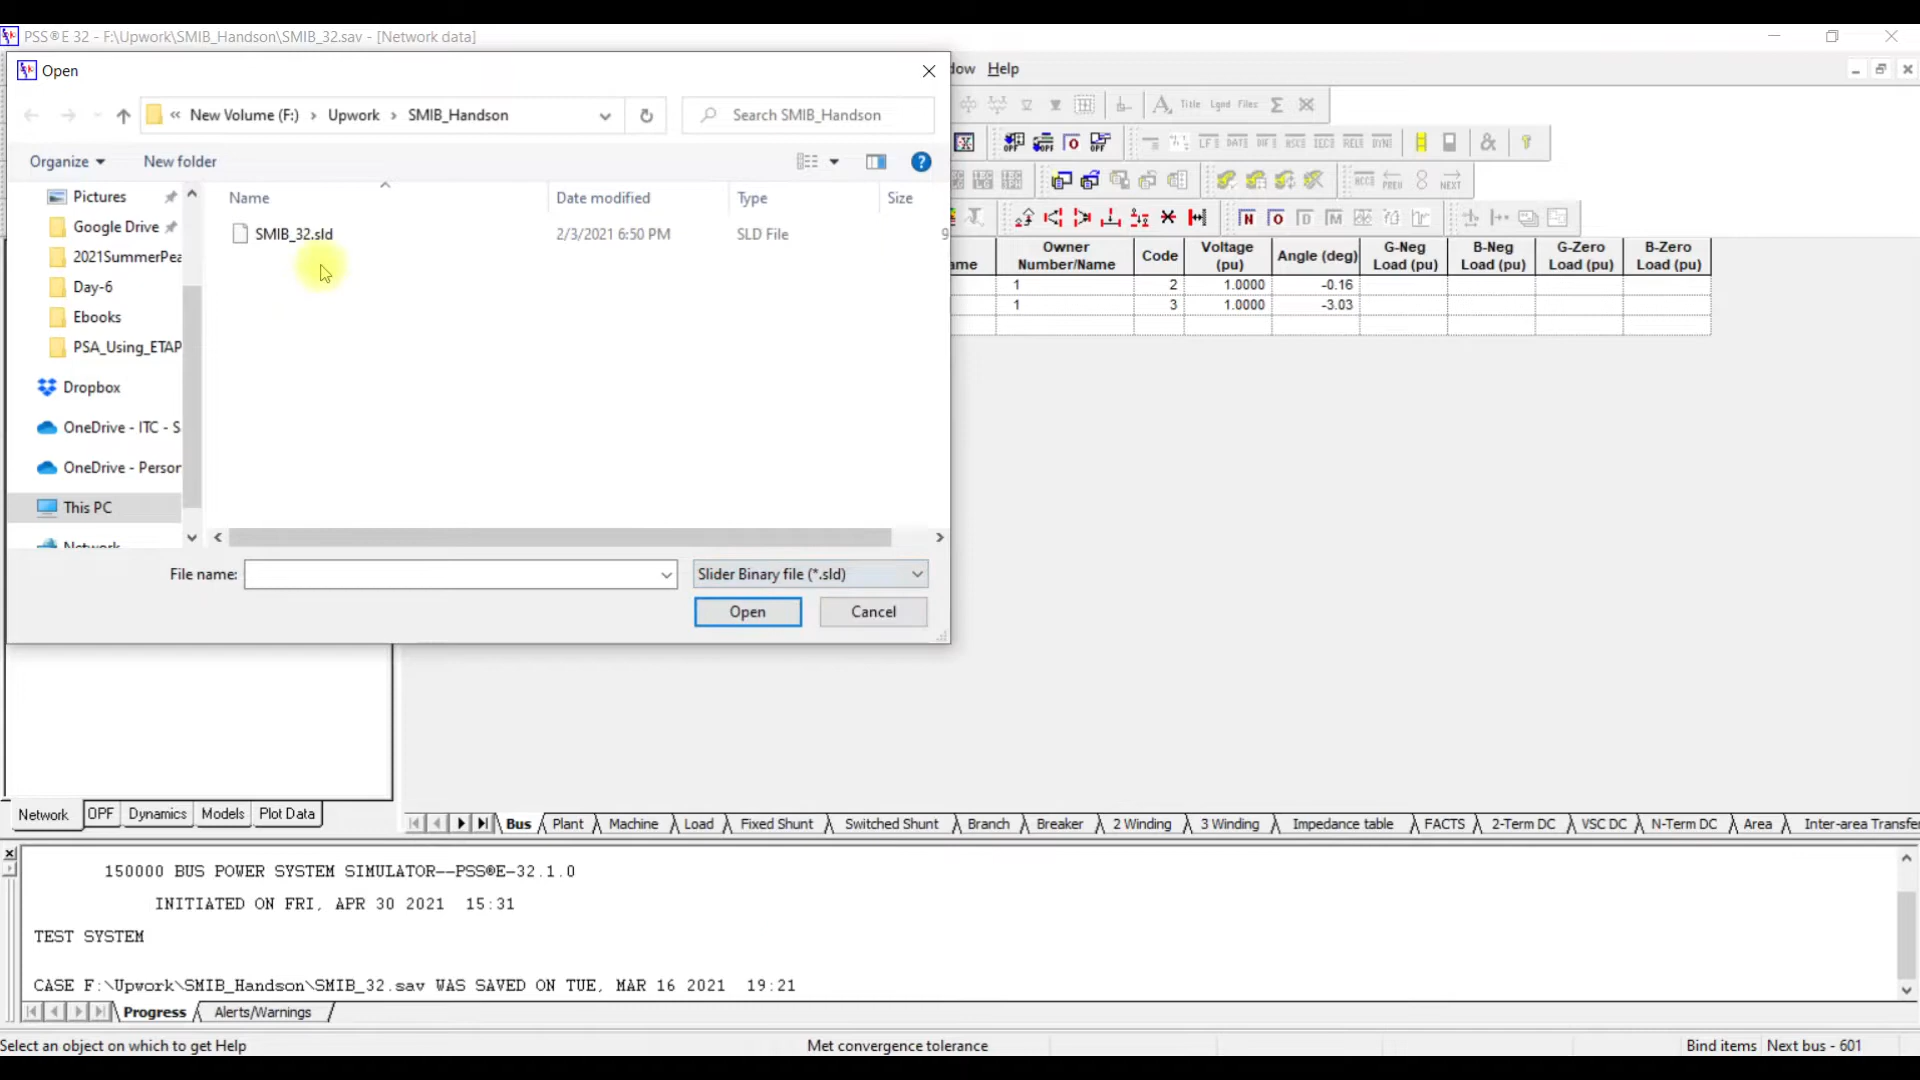 PSS®E 32 - F:\Upwork\SMIB_Handson\SMIB_32.sav - [Network data]
Open
dow Help
« New Volume (F:) › Upwork › SMIB_Handson
Search SMIB_Handson
Title Lgnd Files
Organize New folder
Pictures
Google Drive
2021SummerPea
Day-6
Ebooks
PSA_Using_ETAP
Dropbox
OneDrive - ITC - S
OneDrive - Person
This PC
Network
Name Date modified Type Size
SMIB_32.sld 2/3/2021 6:50 PM SLD File 9
File name: Slider Binary file (*.sld)
Open Cancel
ame Owner Number/Name Code Voltage (pu) Angle (deg) G-Neg Load (pu) B-Neg Load (pu) G-Zero Load (pu) B-Zero Load (pu)
1 2 1.0000 -0.16
1 3 1.0000 -3.03
Network OPF Dynamics Models Plot Data
Bus Plant Machine Load Fixed Shunt Switched Shunt Branch Breaker 2 Winding 3 Winding Impedance table FACTS 2-Term DC VSC DC N-Term DC Area Inter-area Transfer
150000 BUS POWER SYSTEM SIMULATOR--PSS®E-32.1.0
INITIATED ON FRI, APR 30 2021 15:31
TEST SYSTEM
CASE F:\Upwork\SMIB_Handson\SMIB_32.sav WAS SAVED ON TUE, MAR 16 2021 19:21
Progress Alerts/Warnings
Select an object on which to get Help Met convergence tolerance Bind items Next bus - 601